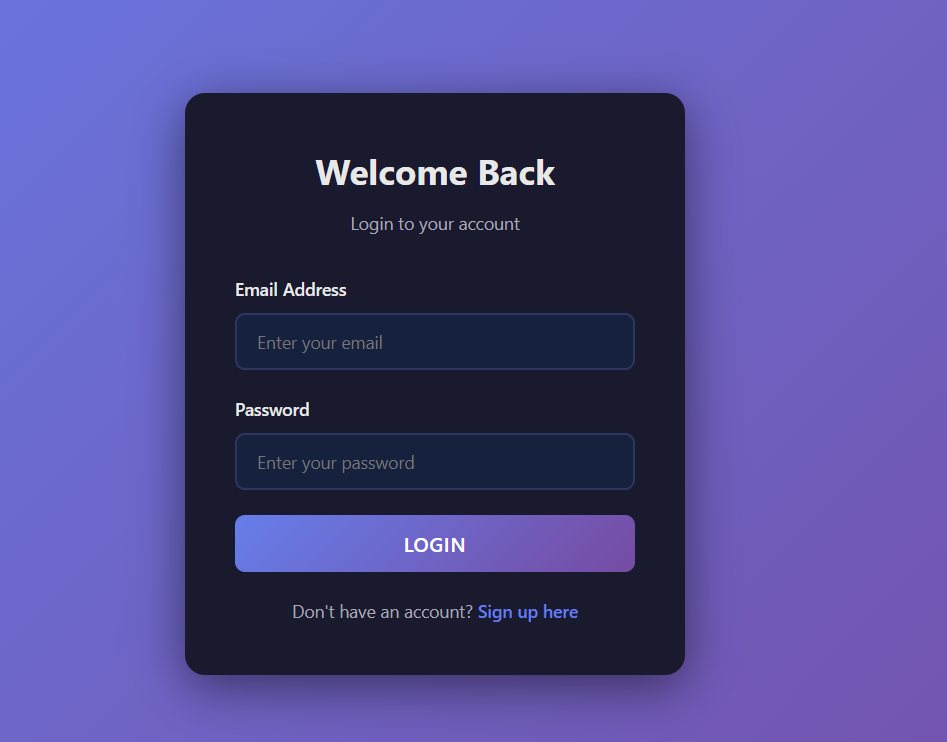 Welcome Back
Login to your account
Email Address
Enter your email
Password
Enter your password
LOGIN
Don't have an account? Sign up here